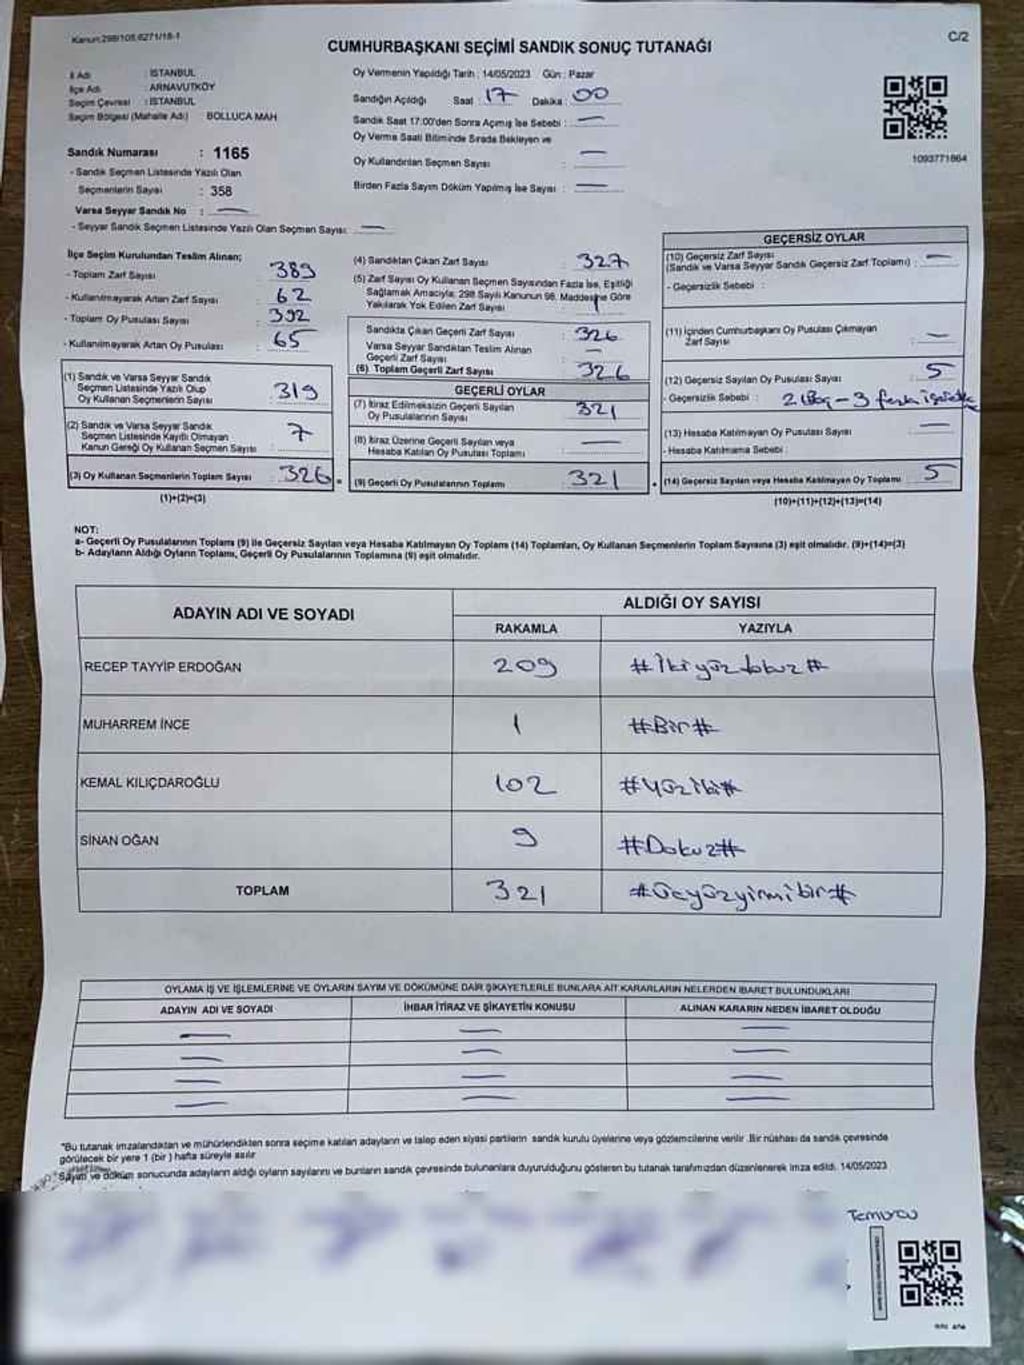 Kanun:298/105,6271/18-1
C/2
CUMHURBAŞKANI SEÇİMİ SANDIK SONUÇ TUTANAĞI
İl Adı : İSTANBUL
İlçe Adı : ARNAVUTKÖY
Seçim Çevresi : İSTANBUL
Seçim Bölgesi (Mahalle Adı) BOLLUCA MAH
Sandık Numarası : 1165
- Sandık Seçmen Listesinde Yazılı Olan
Seçmenlerin Sayısı : 358
Varsa Seyyar Sandık No : —
- Seyyar Sandık Seçmen Listesinde Yazılı Olan Seçmen Sayısı: —
Oy Vermenin Yapıldığı Tarih : 14/05/2023 Gün : Pazar
Sandığın Açıldığı Saat : 17 Dakika : 00
Sandık Saat 17:00'den Sonra Açımış İse Sebebi : —
Oy Verme Saati Bitiminde Sırada Bekleyen ve
Oy Kullandırılan Seçmen Sayısı : —
Birden Fazla Sayım Döküm Yapılmış İse Sayısı : —
1093771864
İlçe Seçim Kurulundan Teslim Alınan;
- Toplam Zarf Sayısı : 389
- Kullanılmayarak Artan Zarf Sayısı : 62
- Toplam Oy Pusulası Sayısı : 392
- Kullanılmayarak Artan Oy Pusulası : 65
(1) Sandık ve Varsa Seyyar Sandık
Seçmen Listesinde Yazılı Olup
Oy Kullanan Seçmenlerin Sayısı : 319
(2) Sandık ve Varsa Seyyar Sandık
Seçmen Listesinde Kayıtlı Olmayan
Kanun Gereği Oy Kullanan Seçmen Sayısı : 7
(3) Oy Kullanan Seçmenlerin Toplam Sayısı : 326
(1)+(2)=(3)
(4) Sandıktan Çıkan Zarf Sayısı : 327
(5) Zarf Sayısı Oy Kullanan Seçmen Sayısından Fazla İse, Eşitliği
Sağlamak Amacıyla; 298 Sayılı Kanunun 98. Maddesine Göre
Yakılarak Yok Edilen Zarf Sayısı : 1
Sandıkta Çıkan Geçerli Zarf Sayısı : 326
Varsa Seyyar Sandıktan Teslim Alınan
Geçerli Zarf Sayısı : —
(6) Toplam Geçerli Zarf Sayısı : 326
GEÇERLİ OYLAR
(7) İtiraz Edilmeksizin Geçerli Sayılan
Oy Pusulalarının Sayısı : 321
(8) İtiraz Üzerine Geçerli Sayılan veya
Hesaba Katılan Oy Pusulası Toplamı : —
(9) Geçerli Oy Pusulalarının Toplamı : 321
GEÇERSİZ OYLAR
(10) Geçersiz Zarf Sayısı
(Sandık ve Varsa Seyyar Sandık Geçersiz Zarf Toplamı) : —
- Geçersizlik Sebebi :
(11) İçinden Cumhurbaşkanı Oy Pusulası Çıkmayan
Zarf Sayısı : —
(12) Geçersiz Sayılan Oy Pusulası Sayısı : 5
- Geçersizlik Sebebi : 2 Boş - 3
(13) Hesaba Katılmayan Oy Pusulası Sayısı : —
- Hesaba Katılmama Sebebi :
(14) Geçersiz Sayılan veya Hesaba Katılmayan Oy Toplamı : 5
(10)+(11)+(12)+(13)=(14)
NOT:
a- Geçerli Oy Pusulalarının Toplamı (9) ile Geçersiz Sayılan veya Hesaba Katılmayan Oy Toplamı (14) Toplamları, Oy Kullanan Seçmenlerin Toplam Sayısına (3) eşit olmalıdır. (9)+(14)=(3)
b- Adayların Aldığı Oyların Toplamı, Geçerli Oy Pusulalarının Toplamına (9) eşit olmalıdır.
ADAYIN ADI VE SOYADI
ALDIĞI OY SAYISI
RAKAMLA YAZIYLA
RECEP TAYYİP ERDOĞAN 209 #İkiyüzdokuz#
MUHARREM İNCE 1 #Bir#
KEMAL KILIÇDAROĞLU 102 #Yüziki#
SİNAN OĞAN 9 #Dokuz#
TOPLAM 321 #Üçyüzyirmibir#
OYLAMA İŞ VE İŞLEMLERİNE VE OYLARIN SAYIM VE DÖKÜMÜNE DAİR ŞİKAYETLERLE BUNLARA AİT KARARLARIN NELERDEN İBARET BULUNDUKLARI
ADAYIN ADI VE SOYADI İHBAR İTİRAZ VE ŞİKAYETİN KONUSU ALINAN KARARIN NEDEN İBARET OLDUĞU
— — —
— — —
— — —
— — —
"Bu tutanak imzalandıktan ve mühürlendikten sonra seçime katılan adayların ve talep eden siyasi partilerin sandık kurulu üyelerine veya gözlemcilerine verilir .Bir nüshası da sandık çevresinde
görülecek bir yere 1 (bir ) hafta süreyle asılır
Sayım ve döküm sonucunda adayların aldığı oyların sayılarını ve bunların sandık çevresinde bulunanlara duyurulduğunu gösteren bu tutanak tarafımızdan düzenlenerek imza edildi. 14/05/2023